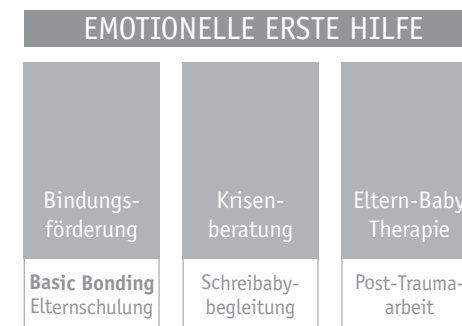 EMOTIONELLE ERSTE HILFE
Bindungs-
förderung
Krisen-
beratung
Eltern-Baby
Therapie
Basic Bonding
Elternschulung
Schreibaby-
begleitung
Post-Trauma-
arbeit